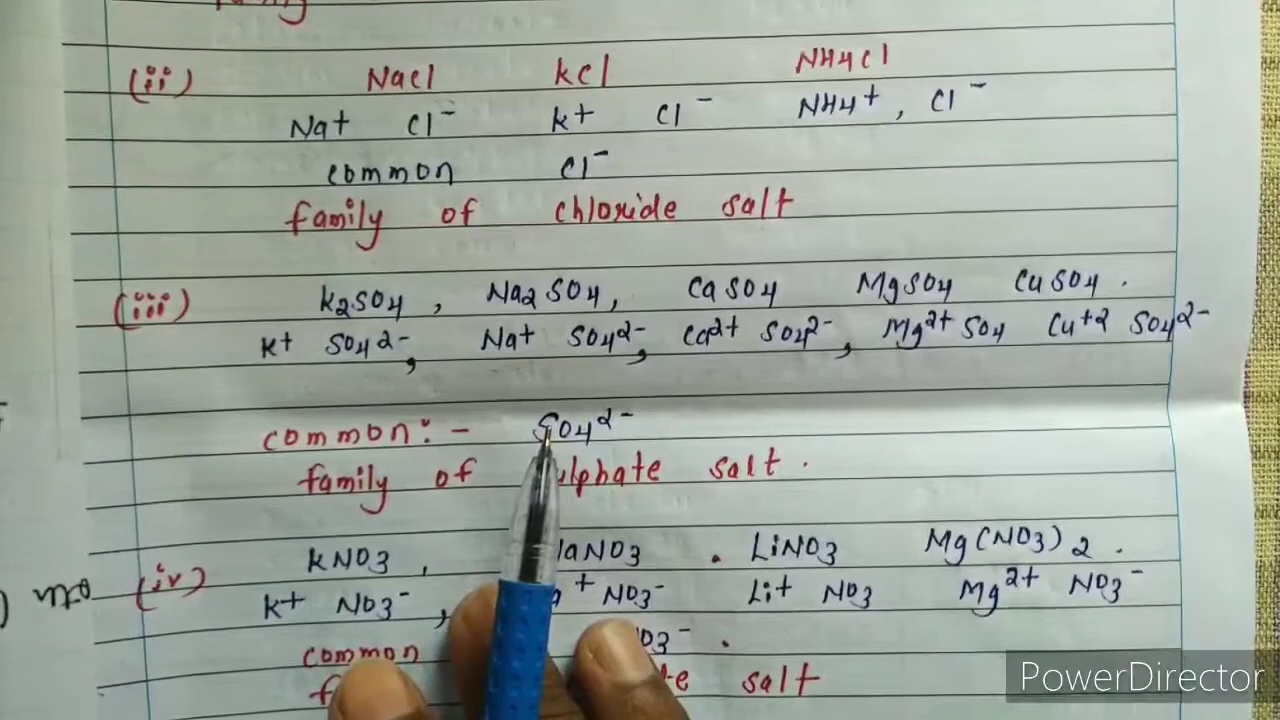 (ii) NaCl kCl NH4Cl
Na+ Cl- k+ Cl- NH4+, Cl-
common Cl-
family of chloride salt
(iii) k2SO4, Na2SO4, CaSO4 MgSO4 CuSO4.
k+ SO42-, Na+ SO42-, Ca2+ SO42-, Mg2+ SO4 Cu+2 SO42-
common:- SO42-
family of salt.
(iv) kNO3, LiNO3 Mg(NO3)2.
k+ NO3-, + NO3- Li+ NO3 Mg2+ NO3-
common
salt
PowerDirector